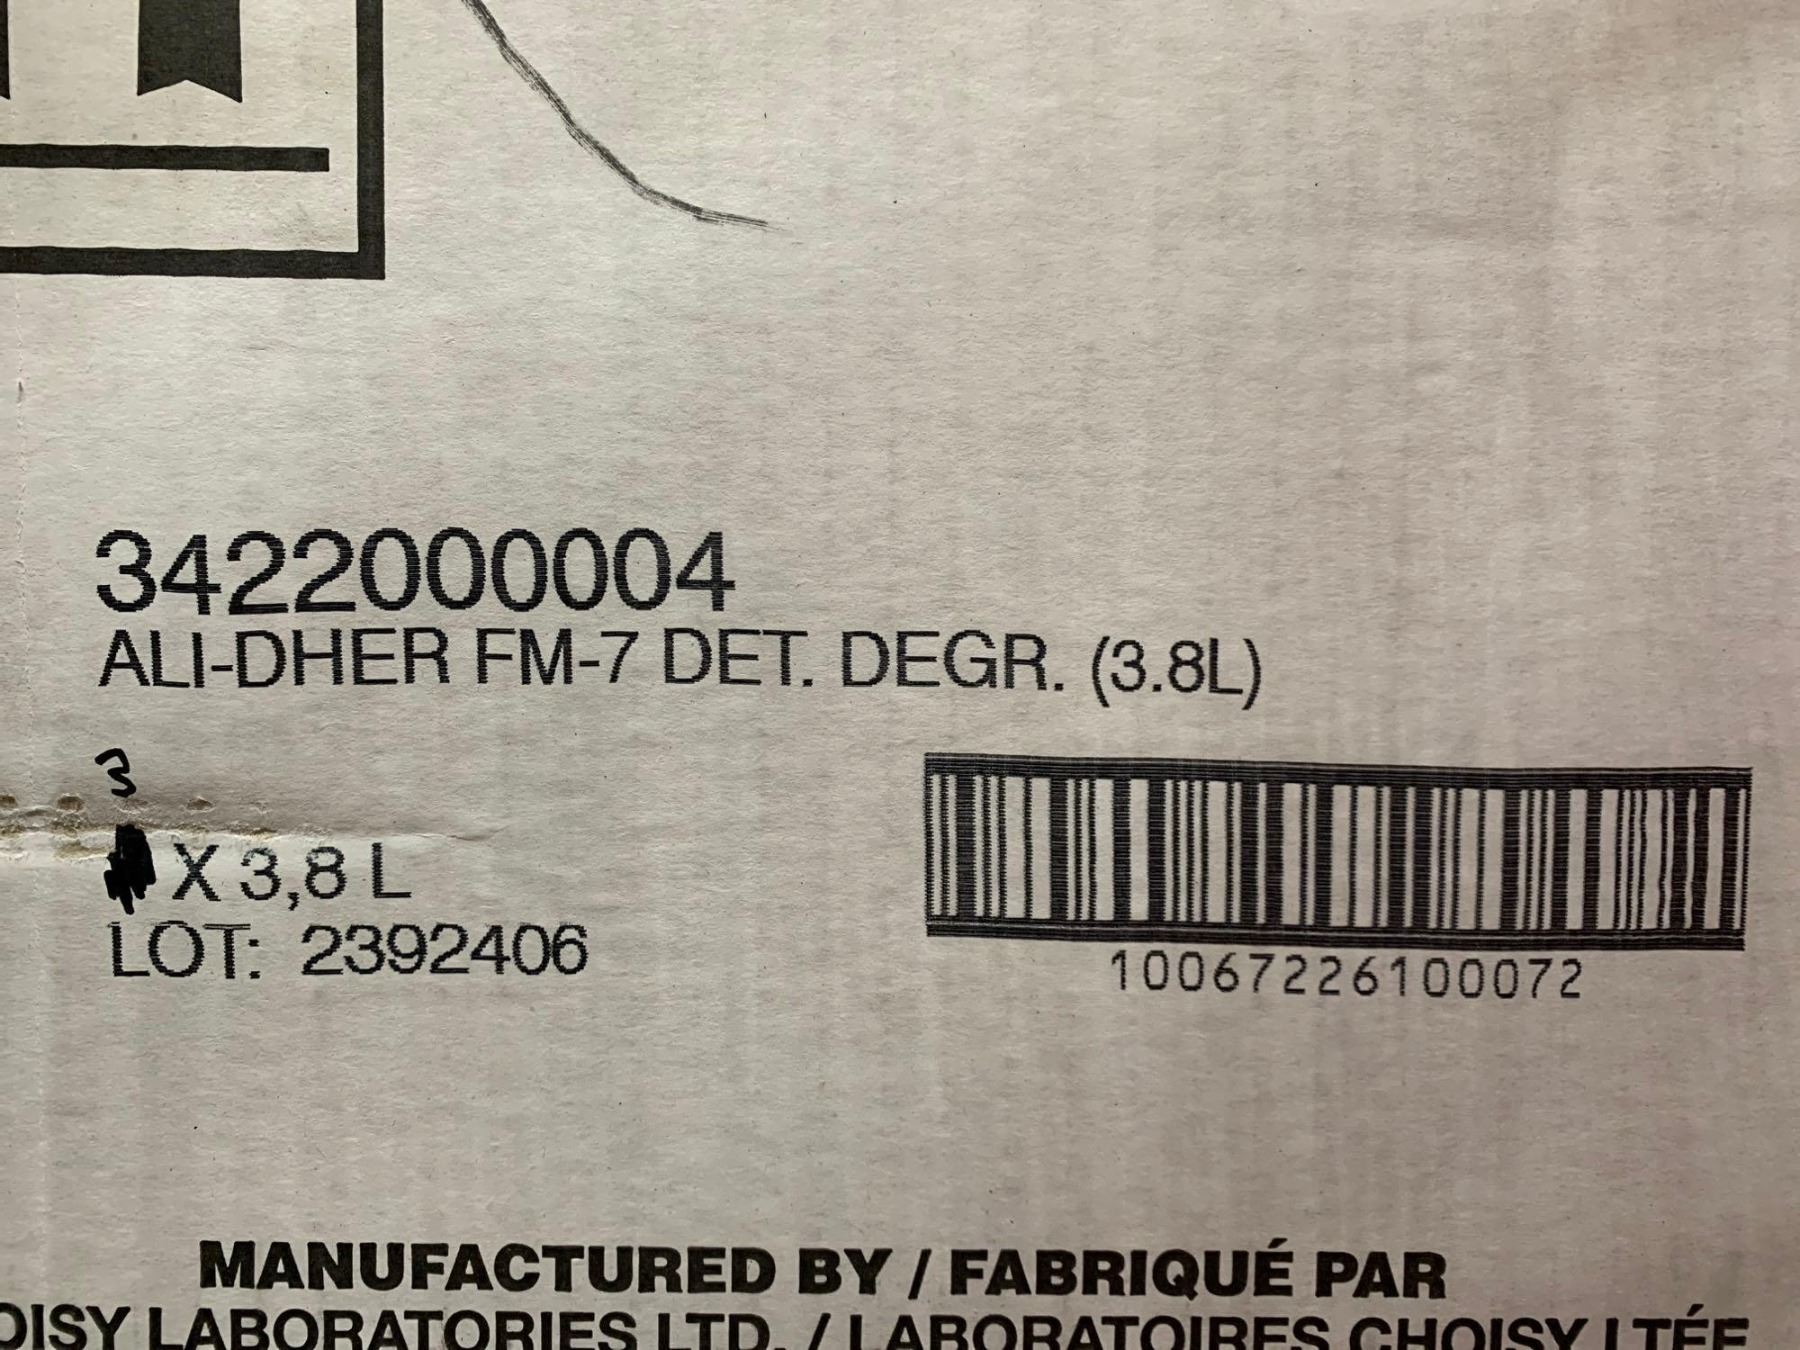 3422000004
ALI-DHER FM-7 DET. DEGR. (3.8L)
3
X 3,8 L
LOT: 2392406
10067226100072
MANUFACTURED BY / FABRIQUÉ PAR
OISY LABORATORIES LTD. / LABORATOIRES CHOISY LTÉE